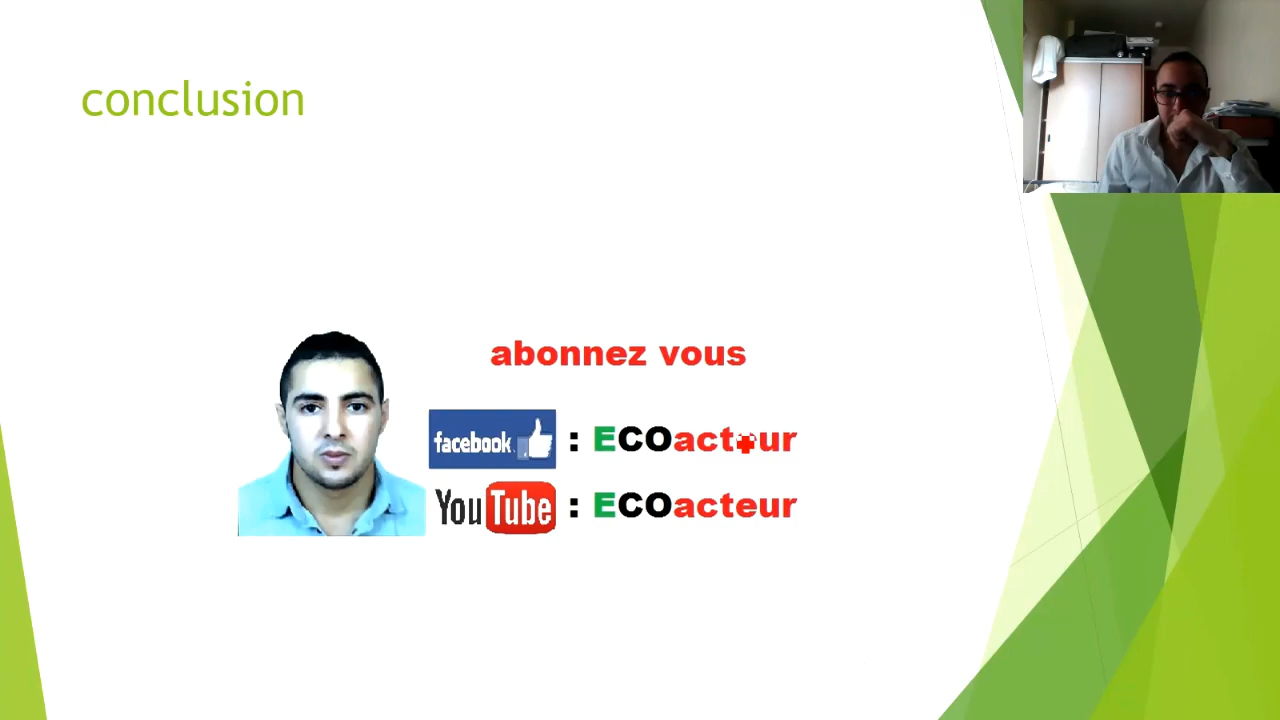 conclusion
abonnez vous
facebook : ECOacteur
YouTube : ECOacteur